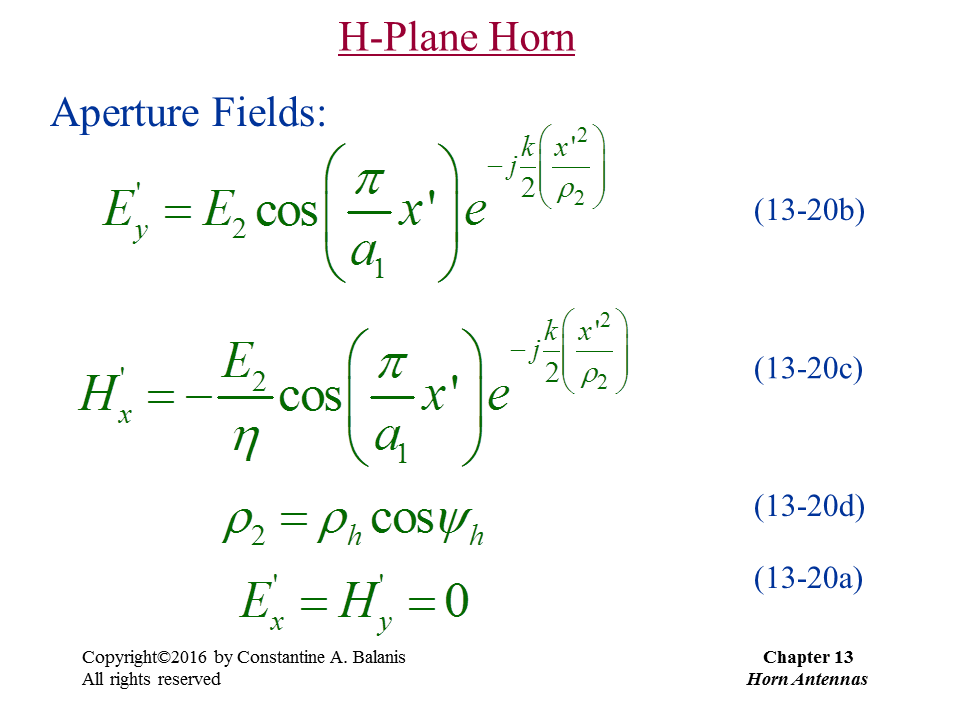 H-Plane Horn
Aperture Fields:
E'_y = E_2 cos(π/a_1 x') e^{-j k/2 (x'^2/ρ_2)} (13-20b)
H'_x = -E_2/η cos(π/a_1 x') e^{-j k/2 (x'^2/ρ_2)} (13-20c)
ρ_2 = ρ_h cosψ_h (13-20d)
E'_x = H'_y = 0 (13-20a)
Copyright©2016 by Constantine A. Balanis
All rights reserved
Chapter 13
Horn Antennas